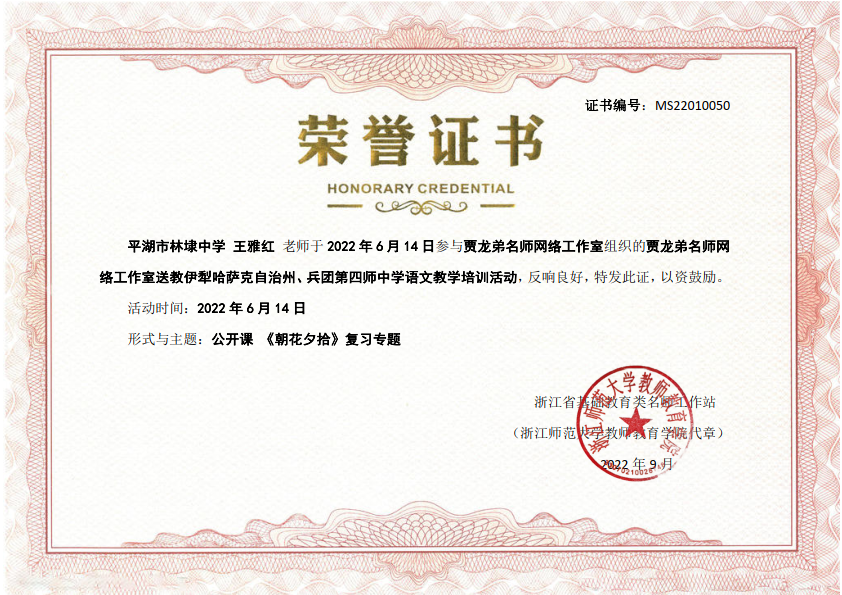 证书编号：MS22010050
荣誉证书
HONORARY CREDENTIAL
平湖市林埭中学 王雅红 老师于 2022 年 6 月 14 日参与贾龙弟名师网络工作室组织的贾龙弟名师网
络工作室送教伊犁哈萨克自治州、兵团第四师中学语文教学培训活动，反响良好，特发此证，以资鼓励。
活动时间：2022 年 6 月 14 日
形式与主题：公开课 《朝花夕拾》复习专题
浙江省基础教育类名师工作站
（浙江师范大学教师教育学院代章）
2022 年 9 月
浙江师范大学教师教育学院